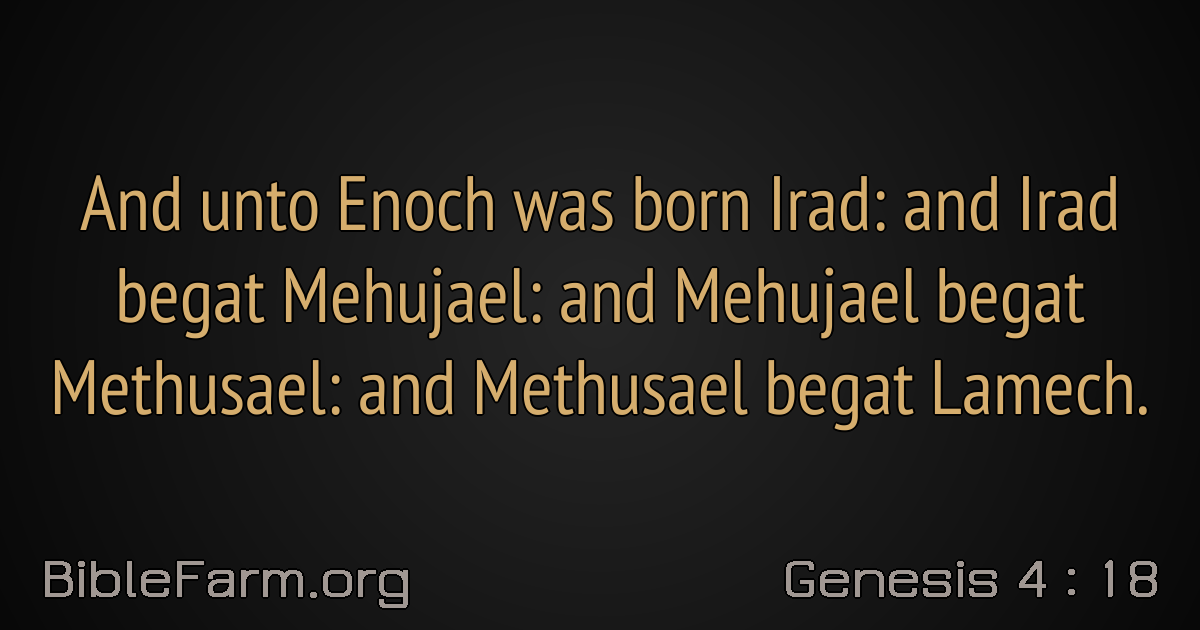 And unto Enoch was born Irad: and Irad
begat Mehujael: and Mehujael begat
Methusael: and Methusael begat Lamech.
BibleFarm.org
Genesis 4 : 18